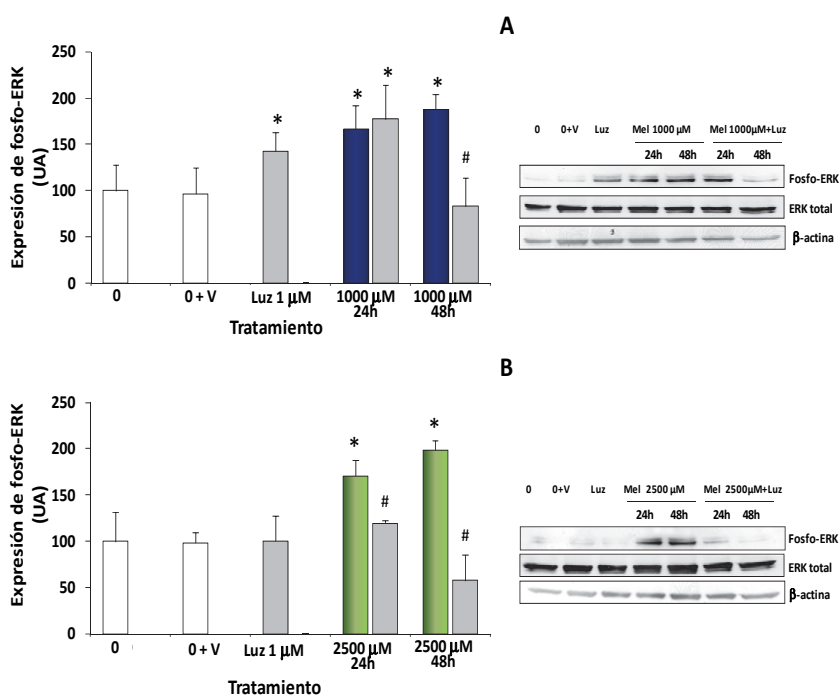 A
Expresión de fosfo-ERK
(UA)
250
200
150
100
50
0
*
*
*
*
#
0
0 + V
Luz 1 µM
1000 µM
24h
1000 µM
48h
Tratamiento
0
0+V
Luz
Mel 1000 µM
Mel 1000µM+Luz
24h
48h
24h
48h
Fosfo-ERK
ERK total
β-actina
B
Expresión de fosfo-ERK
(UA)
250
200
150
100
50
0
*
#
*
#
0
0 + V
Luz 1 µM
2500 µM
24h
2500 µM
48h
Tratamiento
0
0+V
Luz
Mel 2500 µM
Mel 2500µM+Luz
24h
48h
24h
48h
Fosfo-ERK
ERK total
β-actina